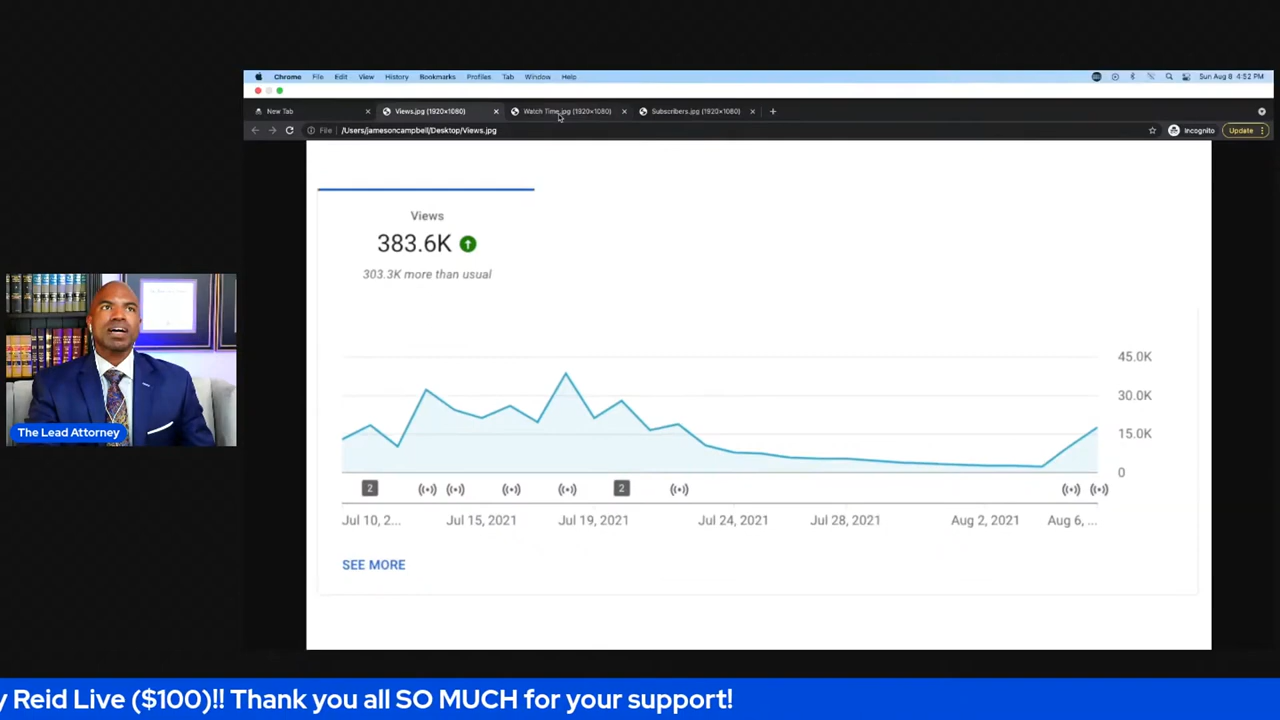 Chrome File Edit View History Bookmarks Profiles Tab Window Help Sun Aug 8 4:52 PM
New Tab Views.jpg (1920×1080) Watch Time.jpg (1920×1080) Subscribers.jpg (1920×1080)
File /Users/jamesoncampbell/Desktop/Views.jpg Incognito Update
Views
383.6K
303.3K more than usual
45.0K
30.0K
15.0K
0
2 2
Jul 10, 2... Jul 15, 2021 Jul 19, 2021 Jul 24, 2021 Jul 28, 2021 Aug 2, 2021 Aug 6, ...
SEE MORE
The Lead Attorney
y Reid Live ($100)!! Thank you all SO MUCH for your support!